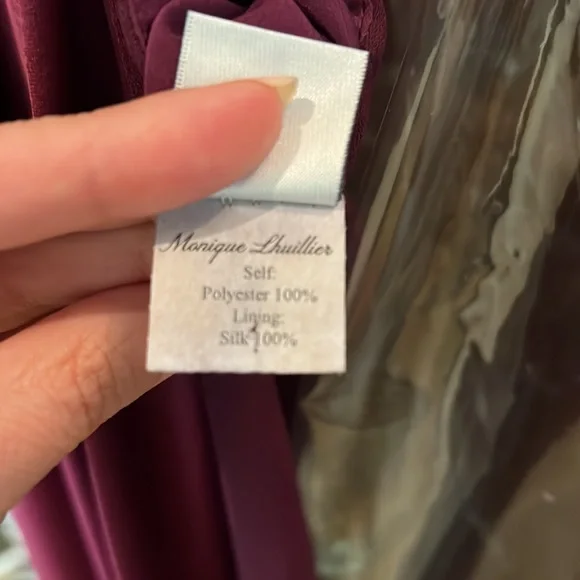 Monique Lhuillier
Self:
Polyester 100%
Lining:
Silk 100%